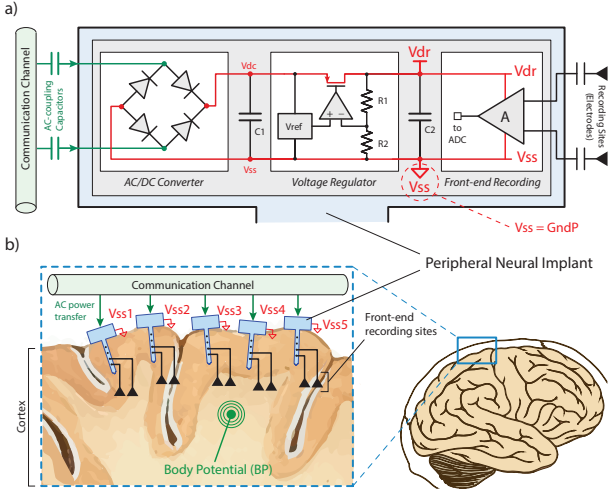 a)
Communication Channel
AC-coupling
Capacitors
Vdc
Vss
C1
AC/DC Converter
Vref
+ −
R1
R2
Voltage Regulator
Vdr
C2
Vss
Vdr
A
to
ADC
Vss
Front-end Recording
Recording Sites
(Electrodes)
Vss = GndP
Peripheral Neural Implant
b)
Communication Channel
AC power
transfer
Vss1
Vss2
Vss3
Vss4
Vss5
Front-end
recording sites
Cortex
Body Potential (BP)